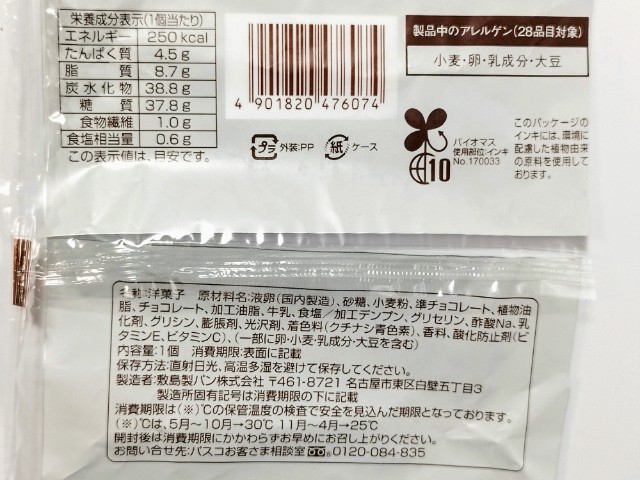 栄養成分表示(1個当たり)
エネルギー 250 kcal
たんぱく質 4.5 g
脂質 8.7 g
炭水化物 38.8 g
糖質 37.8 g
食物繊維 1.0 g
食塩相当量 0.6 g
この表示値は、目安です。
4 901820 476074
プラ 外装:PP 紙 ケース
製品中のアレルゲン(28品目対象)
小麦・卵・乳成分・大豆
バイオマス
使用部位:インキ
No.170033
10
このパッケージの
インキには、環境に
配慮した植物由来
の原料を使用して
おります。
名称:洋菓子 原材料名:液卵(国内製造)、砂糖、小麦粉、準チョコレート、植物油
脂、チョコレート、加工油脂、牛乳、食塩/加工デンプン、グリセリン、酢酸Na、乳
化剤、グリシン、膨脹剤、光沢剤、着色料(クチナシ青色素)、香料、酸化防止剤(ビ
タミンE、ビタミンC)、(一部に卵・小麦・乳成分・大豆を含む)
内容量:1個 消費期限:表面に記載
保存方法:直射日光、高温多湿を避けて保存してください。
製造者:敷島製パン株式会社 〒461-8721 名古屋市東区白壁五丁目3
製造所固有記号は消費期限の下に記載
消費期限は(※)℃の保管温度の検査で安全を見込んだ期限となっております。
(※)℃は、5月~10月→30℃ 11月~4月→25℃
開封後は消費期限にかかわらずお早めにお召し上がりください。
お問い合せ先:パスコお客さま相談室 0120-084-835